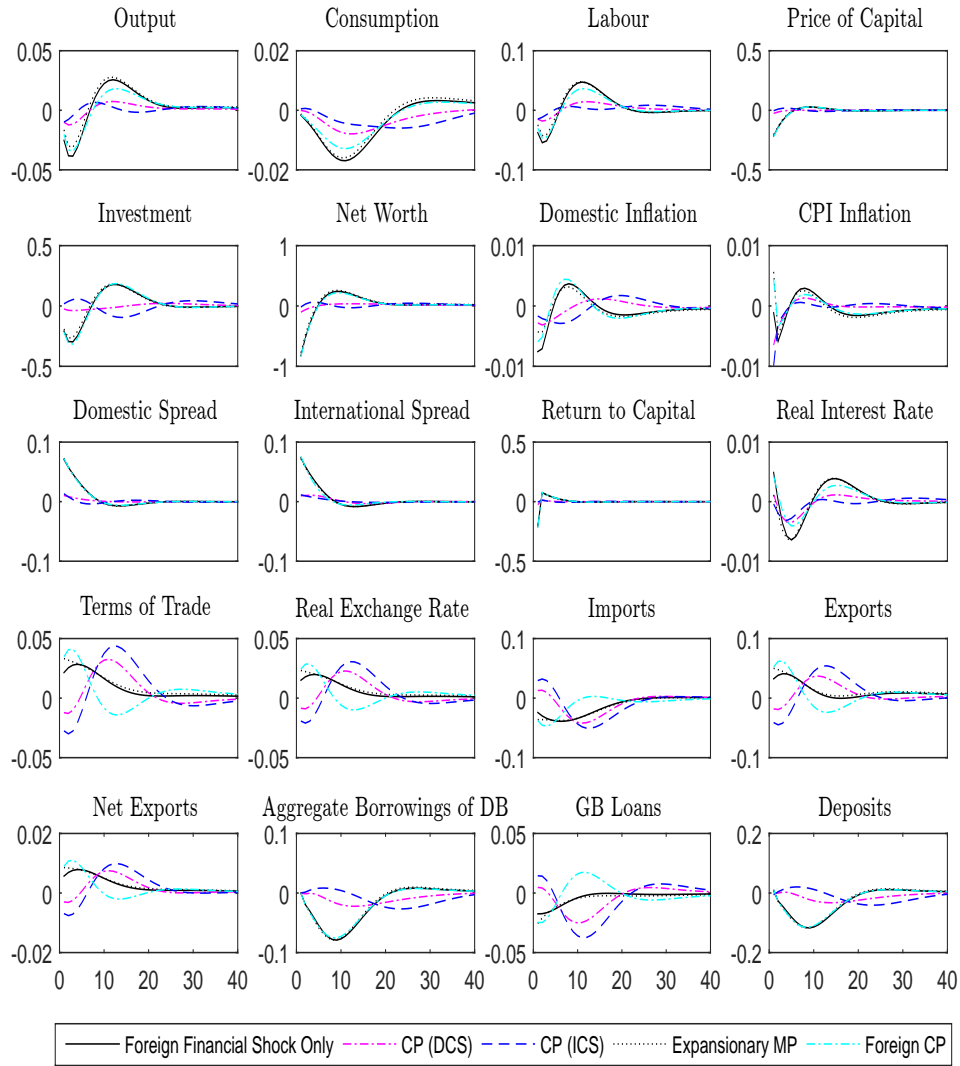 Output Consumption Labour Price of Capital
0.05 0.02 0.1 0.5
0 0 0 0
-0.05 -0.02 -0.1 -0.5
Investment Net Worth Domestic Inflation CPI Inflation
0.5 1 0.01 0.01
0 0 0 0
-0.5 -1 -0.01 -0.01
Domestic Spread International Spread Return to Capital Real Interest Rate
0.1 0.1 0.5 0.01
0 0 0 0
-0.1 -0.1 -0.5 -0.01
Terms of Trade Real Exchange Rate Imports Exports
0.05 0.05 0.1 0.1
0 0 0 0
-0.05 -0.05 -0.1 -0.1
Net Exports Aggregate Borrowings of DB GB Loans Deposits
0.02 0.1 0.05 0.2
0 0 0 0
-0.02 -0.1 -0.05 -0.2
0 10 20 30 40 0 10 20 30 40 0 10 20 30 40 0 10 20 30 40
Foreign Financial Shock Only CP (DCS) CP (ICS) Expansionary MP Foreign CP